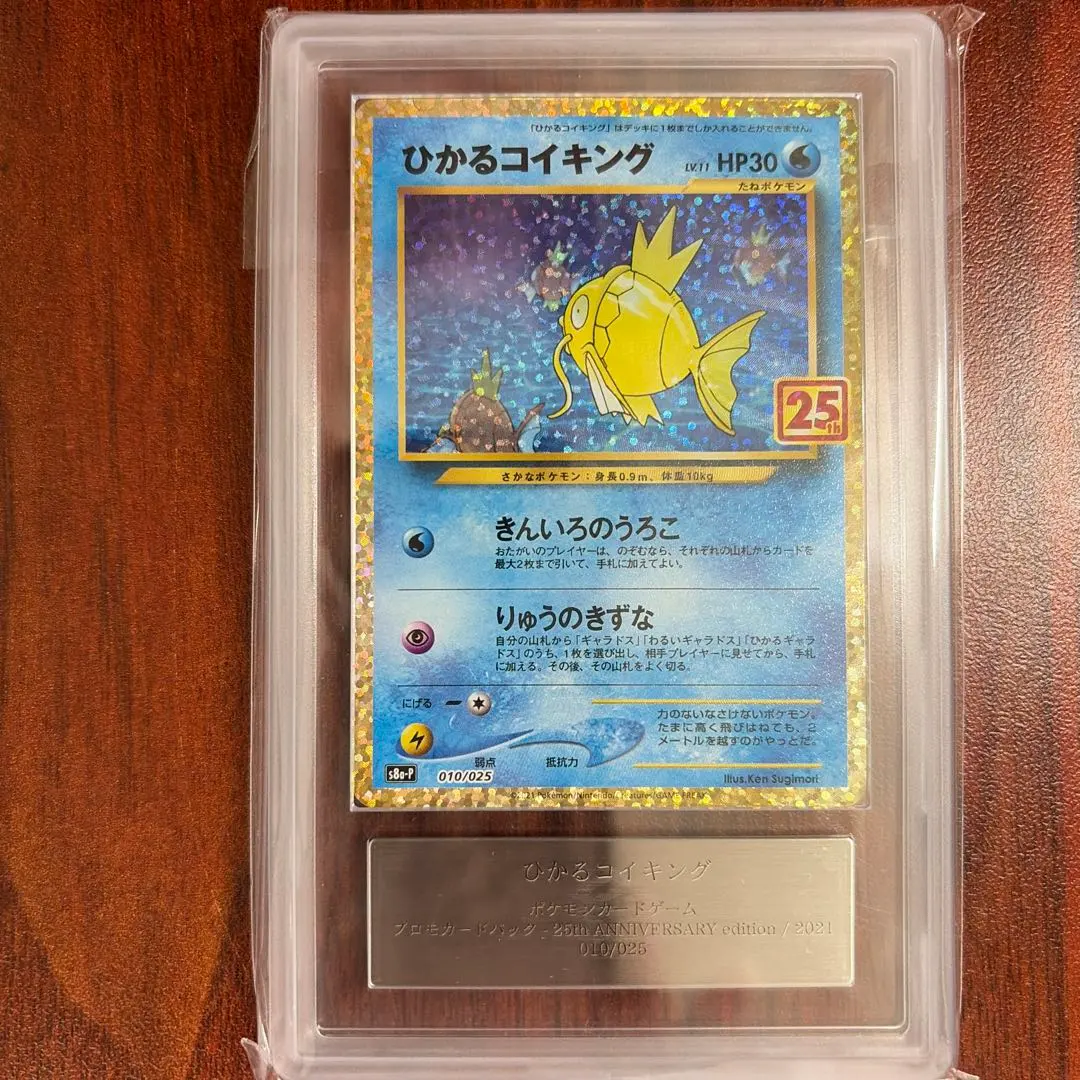 「ひかるコイキング」はデッキに1枚までしか入れることができません。
ひかるコイキング LV.11 HP30
たねポケモン
25th
さかなポケモン：身長0.9m、体重10kg
きんいろのうろこ
おたがいのプレイヤーは、のぞむなら、それぞれの山札からカードを
最大2枚まで引いて、手札に加えてよい。
りゅうのきずな
自分の山札から「ギャラドス」「わるいギャラドス」「ひかるギャラ
ドス」のうち、1枚を選び出し、相手プレイヤーに見せてから、手札
に加える。その後、その山札をよく切る。
にげる
力のないなさけないポケモン。
たまに高く飛びはねても、2
メートルを越すのがやっとだ。
弱点 抵抗力
s8a-P 010/025
Illus.Ken Sugimori
©2021 Pokémon/Nintendo/Creatures/GAME FREAK
ひかるコイキング
ポケモンカードゲーム
プロモカードパック - 25th ANNIVERSARY edition / 2021
010/025